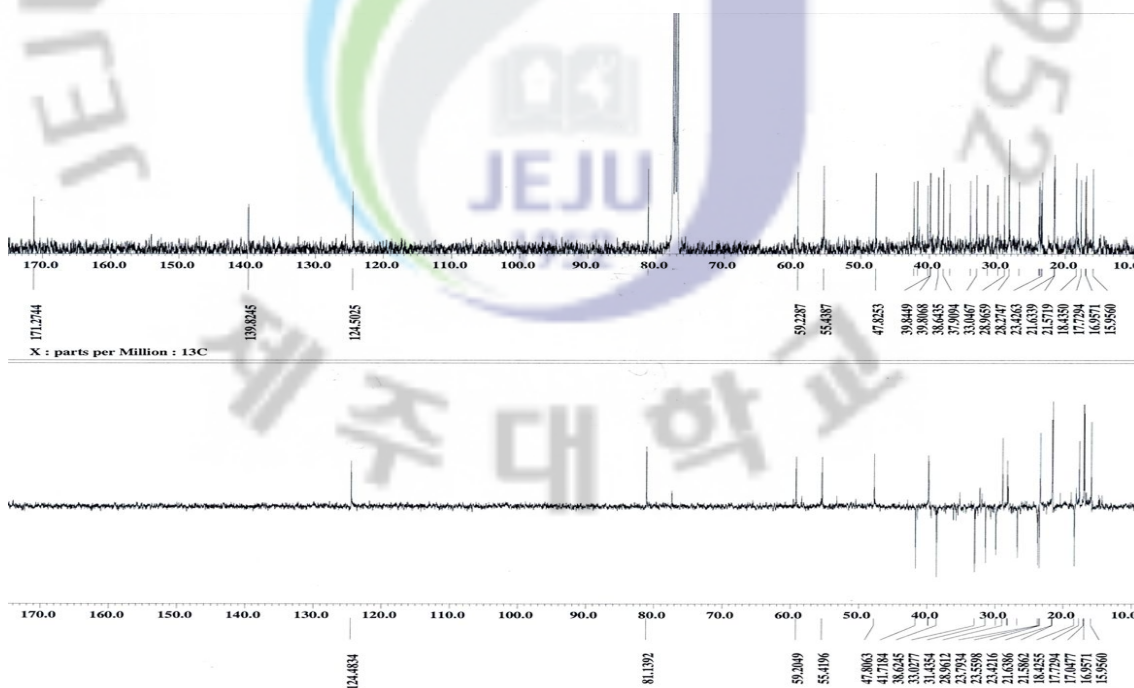 JEJU
952
JEJU
1952
170.0 160.0 150.0 140.0 130.0 120.0 110.0 100.0 90.0 80.0 70.0 60.0 50.0 40.0 30.0 20.0 10.0
171.2744 139.8245 124.5025 59.2287 55.4387 47.8253 39.8449 39.8068 38.6435 37.9094 33.0467 28.9659 28.2747 23.4263 21.6339 21.5719 18.4350 17.7294 16.9571 15.9560
X : parts per Million : 13C
제주대학교
170.0 160.0 150.0 140.0 130.0 120.0 110.0 100.0 90.0 80.0 70.0 60.0 50.0 40.0 30.0 20.0 10.0
124.4834 81.1392 59.2049 55.4196 47.8063 41.7184 38.6245 33.0277 31.4354 28.9612 23.7934 23.5598 23.4216 21.6386 21.5862 18.4255 17.7294 17.0477 16.9571 15.9560